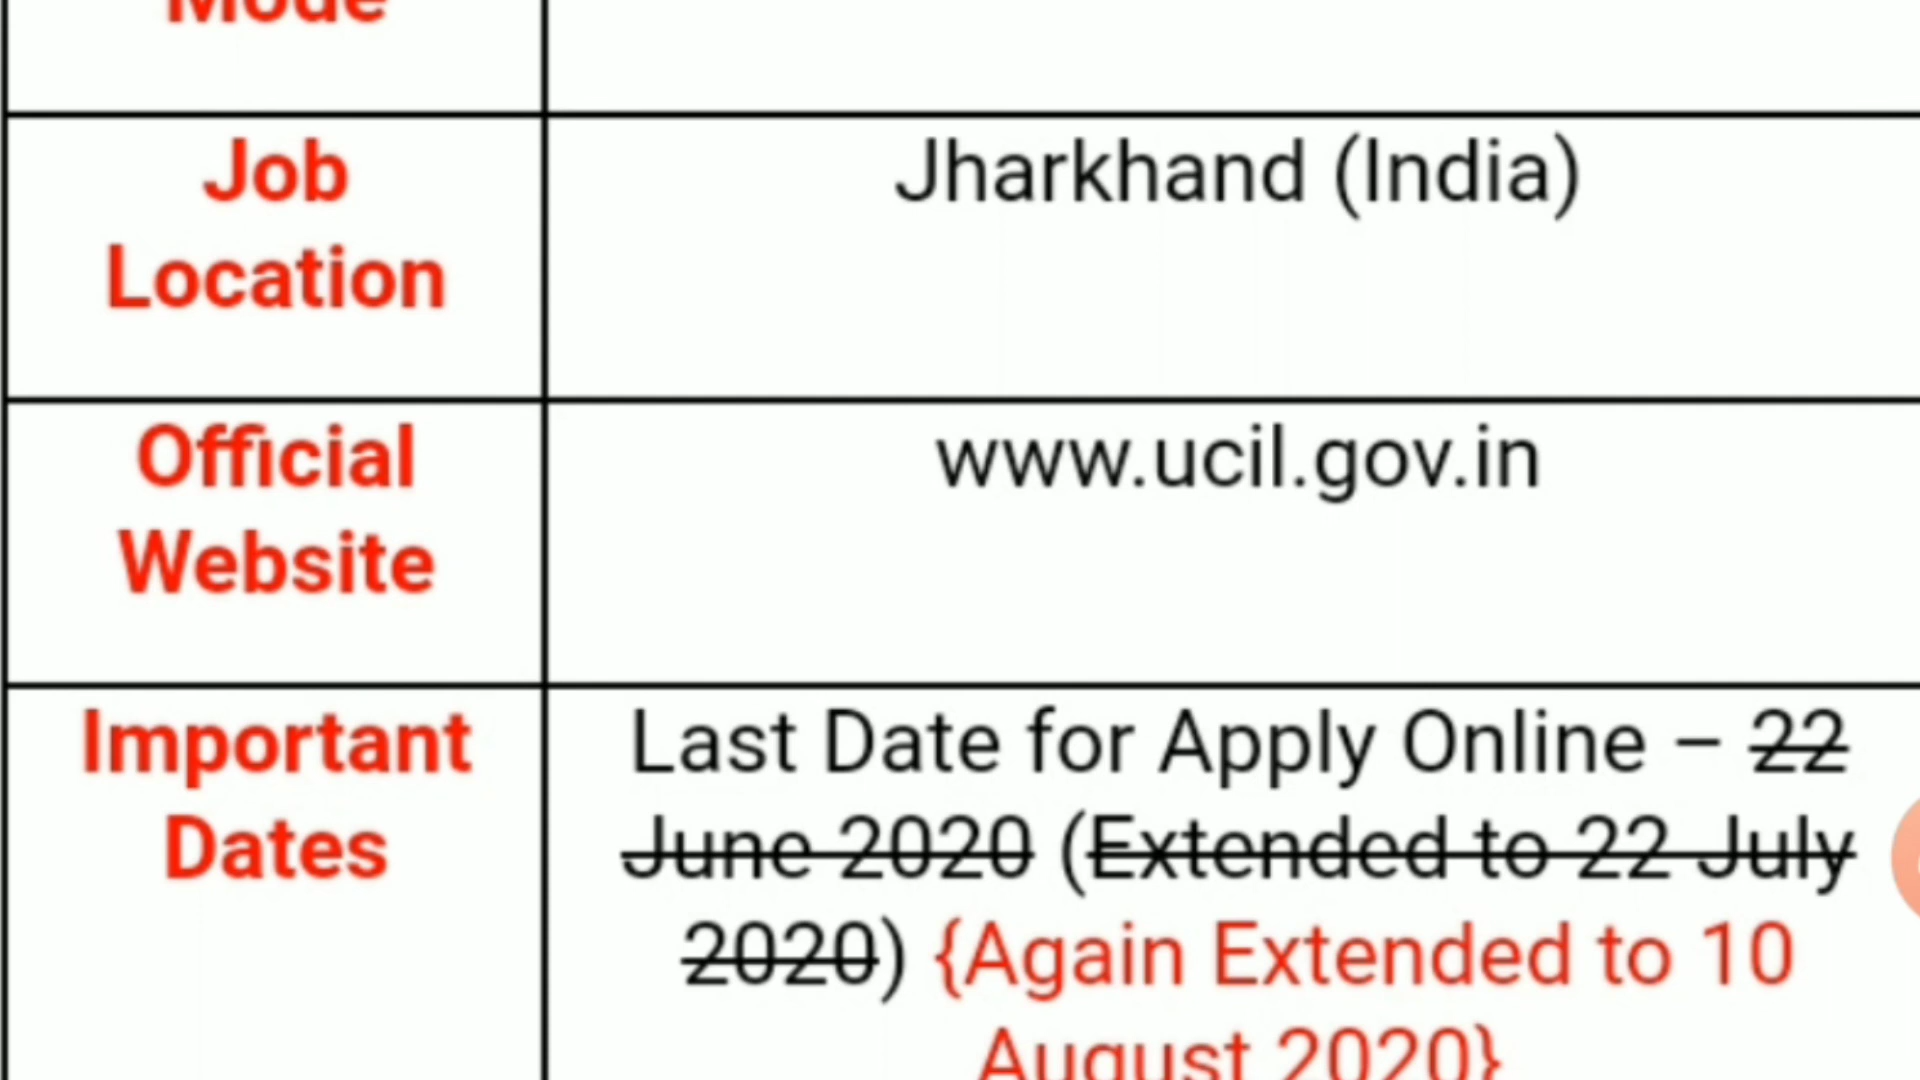 Mode
Job
Location
Jharkhand (India)
Official
Website
www.ucil.gov.in
Important
Dates
Last Date for Apply Online – 22
June 2020 (Extended to 22 July
2020) {Again Extended to 10
August 2020}